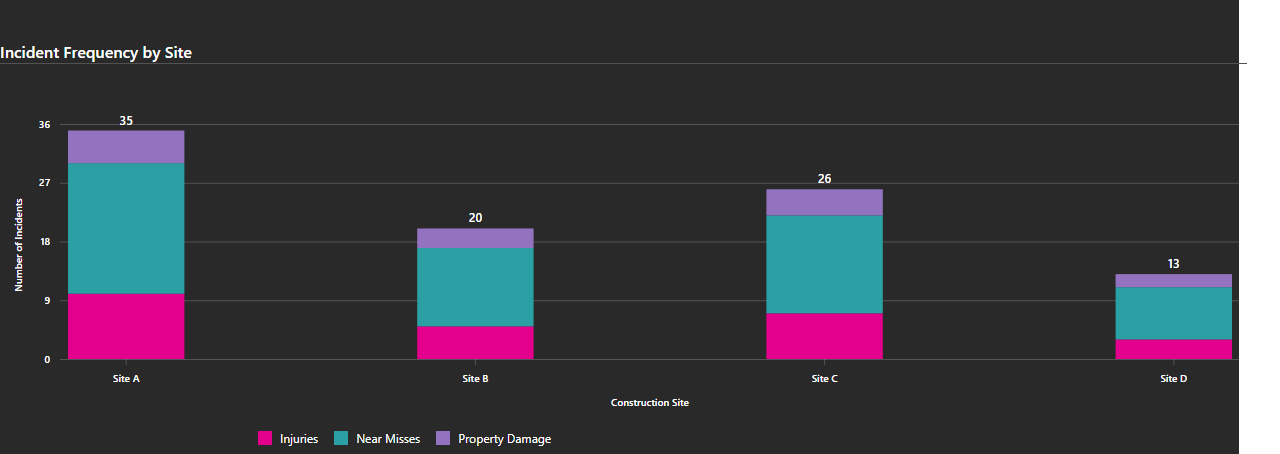 Incident Frequency by Site
36
27
18
9
0
Number of Incidents
35
20
26
13
Site A
Site B
Site C
Site D
Construction Site
Injuries
Near Misses
Property Damage